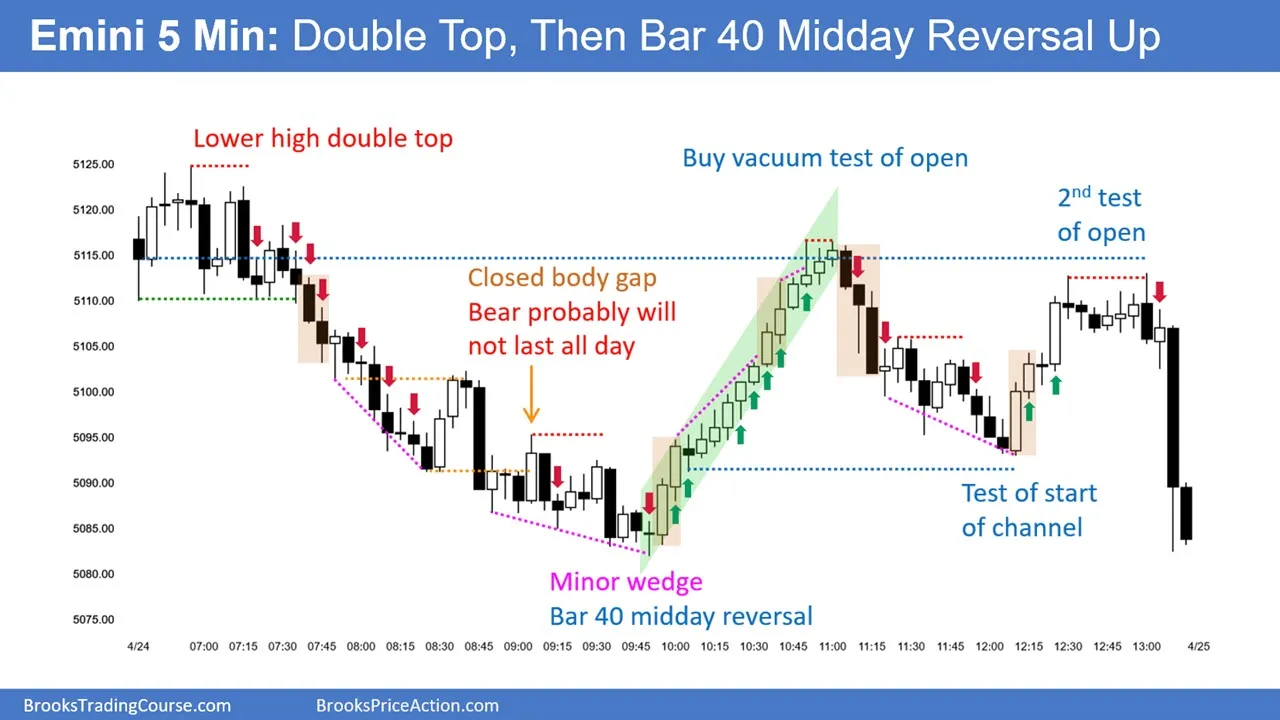 Emini 5 Min: Double Top, Then Bar 40 Midday Reversal Up
Lower high double top
Buy vacuum test of open
2nd test
of open
Closed body gap
Bear probably will
not last all day
Test of start
of channel
Minor wedge
Bar 40 midday reversal
5125.00
5120.00
5115.00
5110.00
5105.00
5100.00
5095.00
5090.00
5085.00
5080.00
5075.00
4/24 07:00 07:15 07:30 07:45 08:00 08:15 08:30 08:45 09:00 09:15 09:30 09:45 10:00 10:15 10:30 10:45 11:00 11:15 11:30 11:45 12:00 12:15 12:30 12:45 13:00 4/25
BrooksTradingCourse.com BrooksPriceAction.com